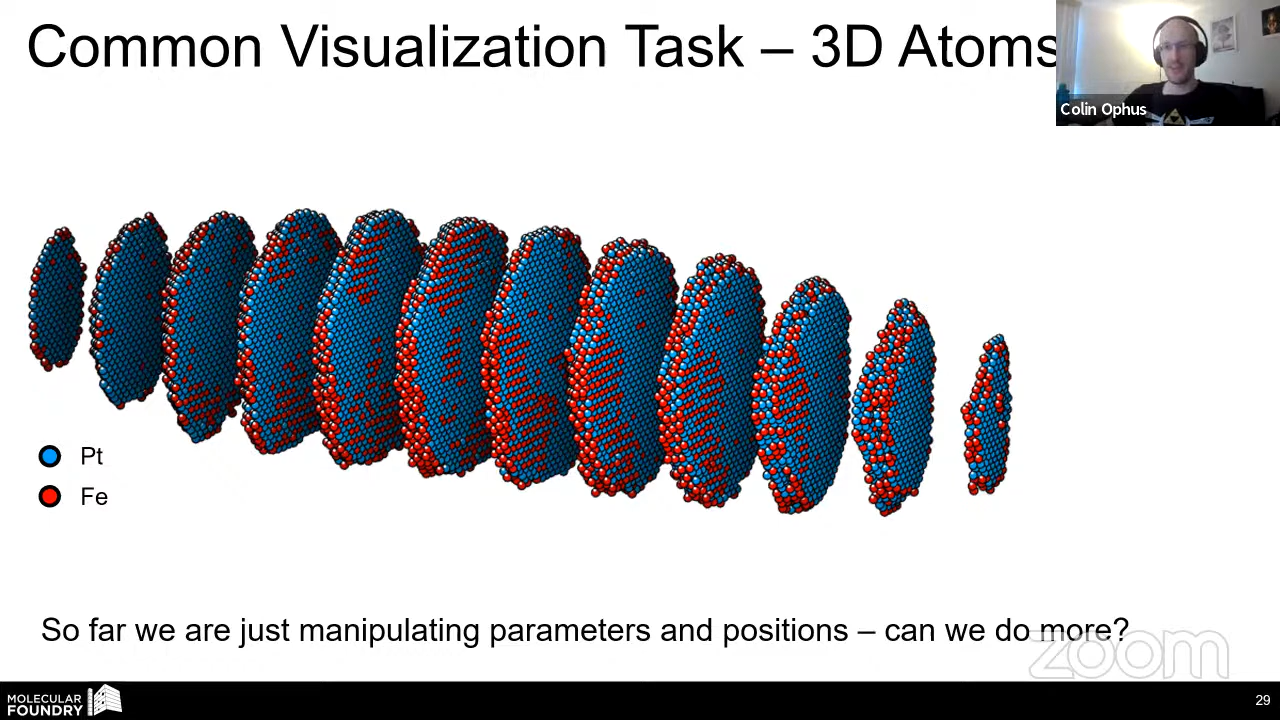 Common Visualization Task – 3D Atoms
Colin Ophus
Pt
Fe
So far we are just manipulating parameters and positions – can we do more?
zoom
MOLECULAR
FOUNDRY
29